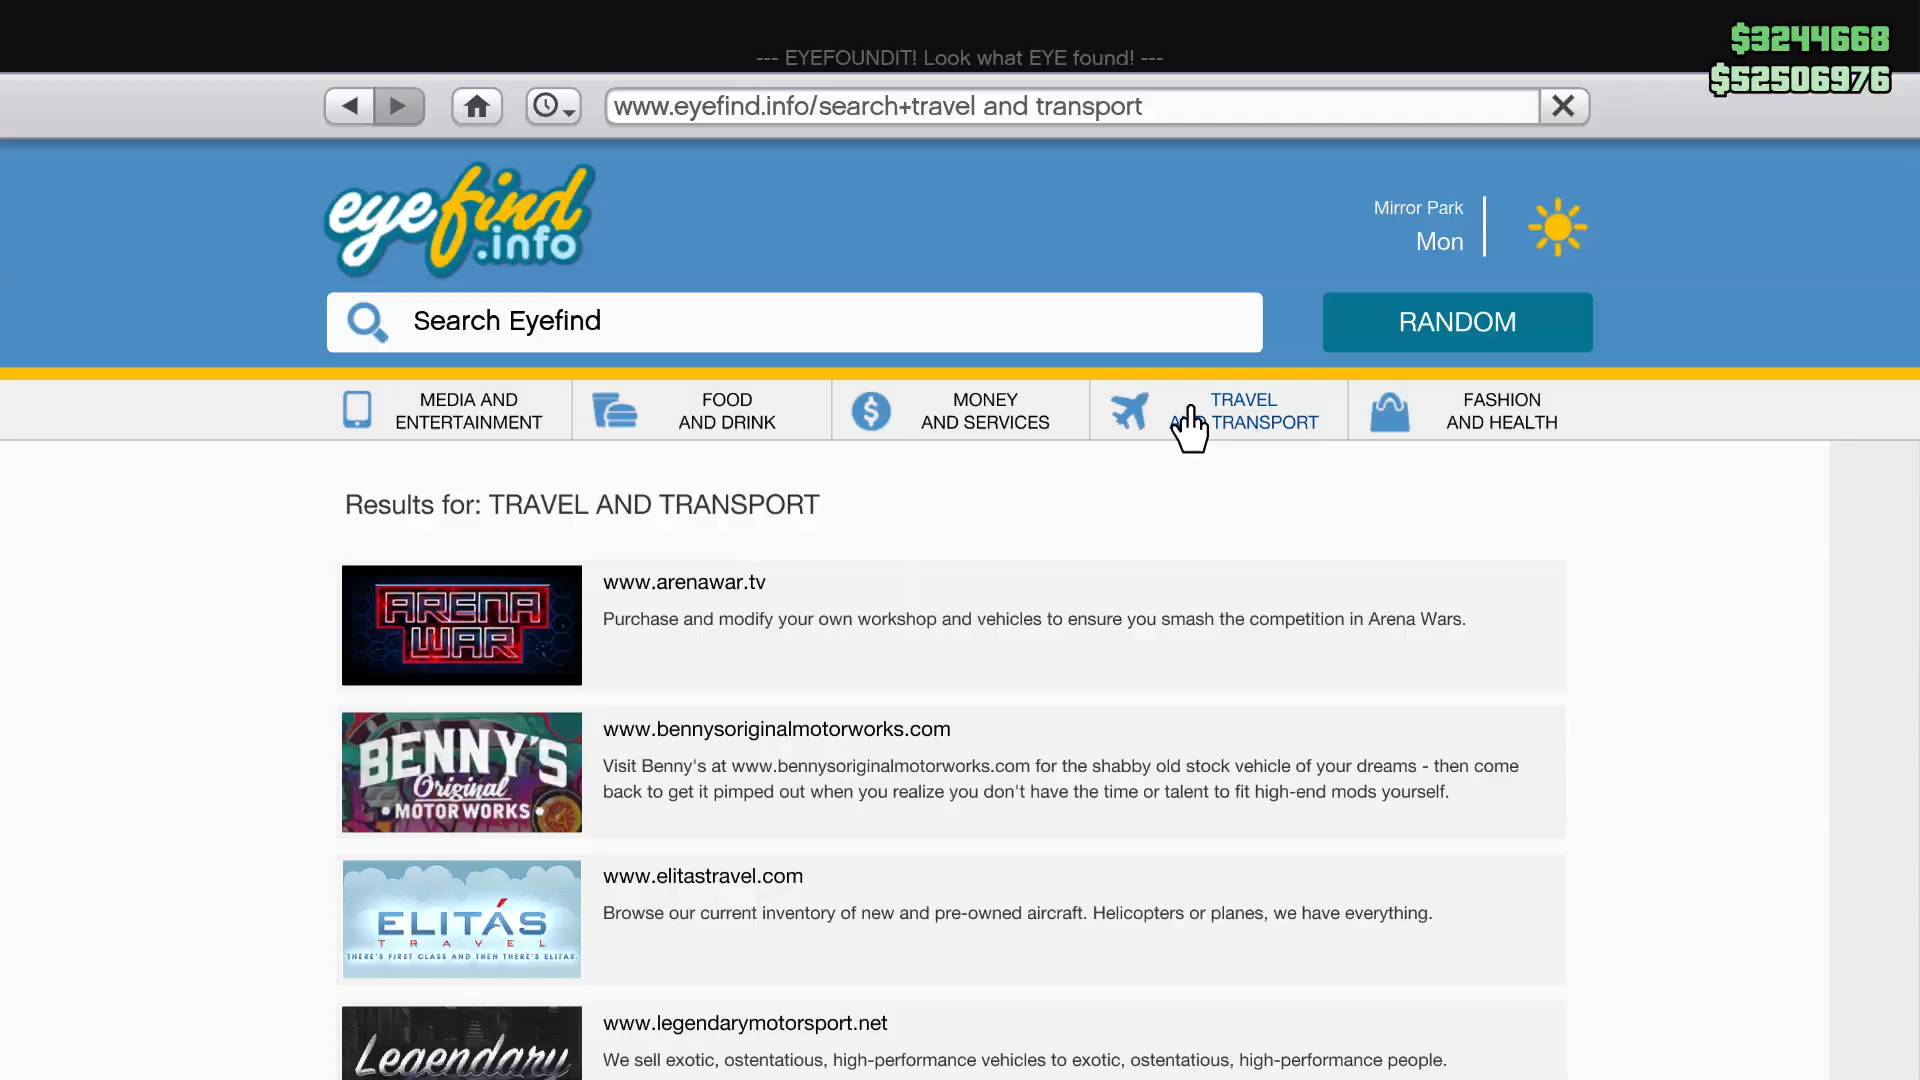 $3244668
--- EYEFOUNDIT! Look what EYE found! ---
$52506976
www.eyefind.info/search+travel and transport
eyefind
.info
Mirror Park
Mon
Search Eyefind
RANDOM
MEDIA AND
ENTERTAINMENT
FOOD
AND DRINK
MONEY
AND SERVICES
TRAVEL
AND TRANSPORT
FASHION
AND HEALTH
Results for: TRAVEL AND TRANSPORT
ARENA
WAR
www.arenawar.tv
Purchase and modify your own workshop and vehicles to ensure you smash the competition in Arena Wars.
BENNY'S
Original
MOTOR WORKS
www.bennysoriginalmotorworks.com
Visit Benny's at www.bennysoriginalmotorworks.com for the shabby old stock vehicle of your dreams - then come
back to get it pimped out when you realize you don't have the time or talent to fit high-end mods yourself.
ELITÁS
TRAVEL
THERE'S FIRST CLASS AND THEN THERE'S ELITAS.
www.elitastravel.com
Browse our current inventory of new and pre-owned aircraft. Helicopters or planes, we have everything.
Legendary
www.legendarymotorsport.net
We sell exotic, ostentatious, high-performance vehicles to exotic, ostentatious, high-performance people.